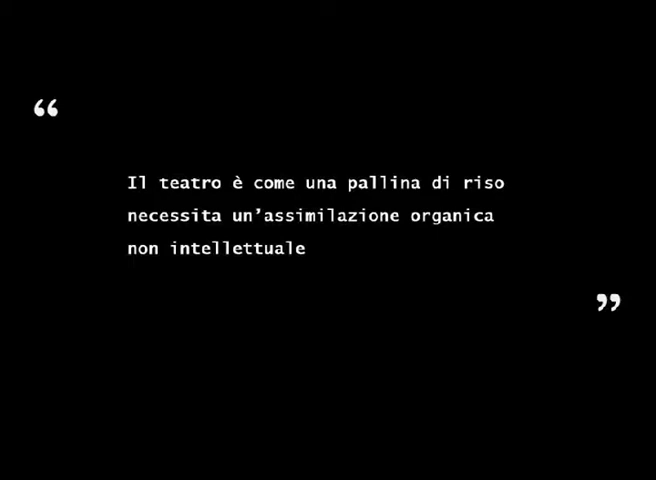 “
Il teatro è come una pallina di riso
necessita un’assimilazione organica
non intellettuale
”